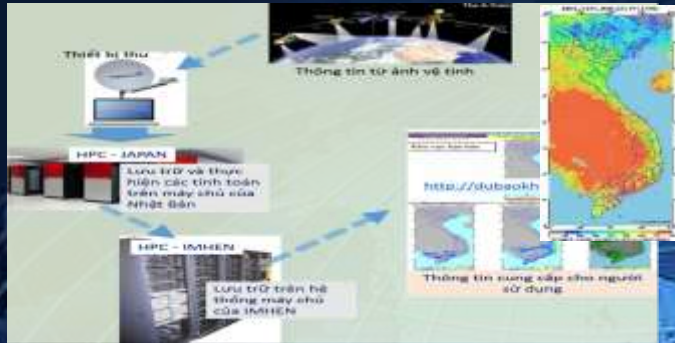 Thông tin từ ảnh vệ tinh
Thiết bị thu
HPC - JAPAN
Lưu trữ và thực
hiện các tính toán
trên máy chủ của
Nhật Bản
HPC - IMHEN
Lưu trữ trên hệ
thống máy chủ
của IMHEN
http://dubaokh
Thông tin cung cấp cho người
sử dụng